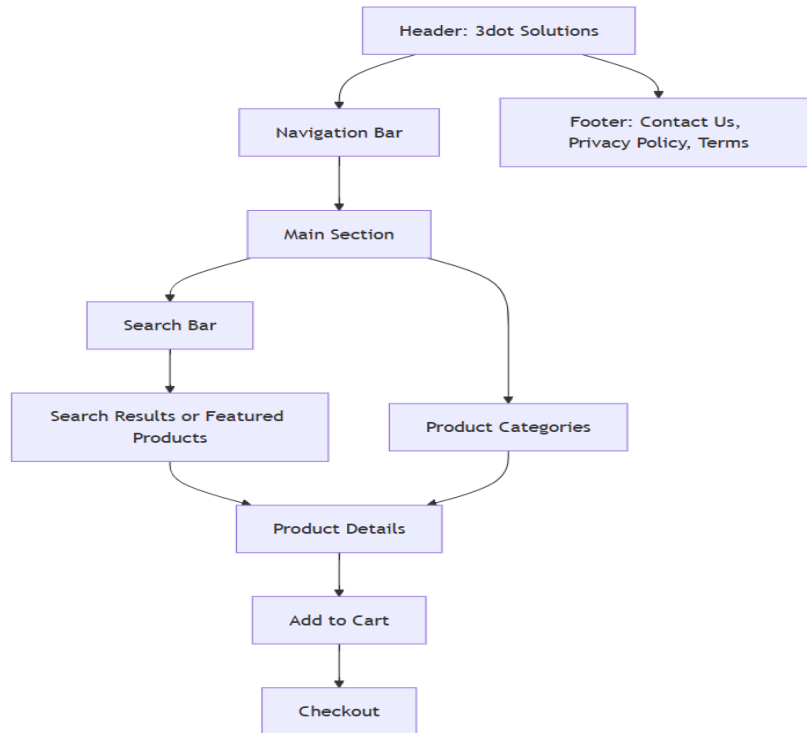 Header: 3dot Solutions
Navigation Bar
Footer: Contact Us,
Privacy Policy, Terms
Main Section
Search Bar
Search Results or Featured
Products
Product Categories
Product Details
Add to Cart
Checkout